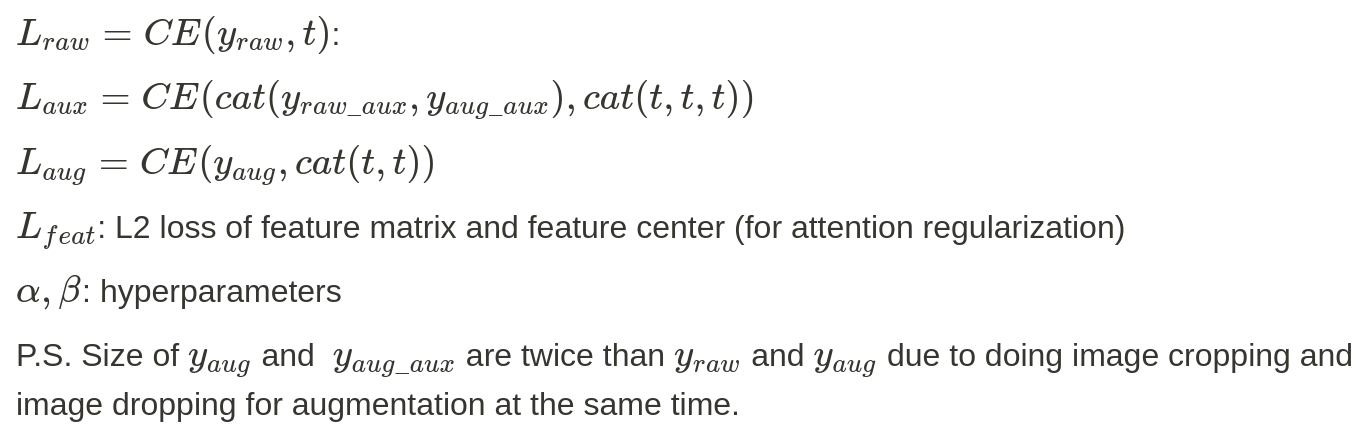 L_{raw} = CE(y_{raw}, t):
L_{aux} = CE(cat(y_{raw\_aux}, y_{aug\_aux}), cat(t, t, t))
L_{aug} = CE(y_{aug}, cat(t, t))
L_{feat}: L2 loss of feature matrix and feature center (for attention regularization)
α, β: hyperparameters
P.S. Size of y_{aug} and y_{aug\_aux} are twice than y_{raw} and y_{aug} due to doing image cropping and
image dropping for augmentation at the same time.